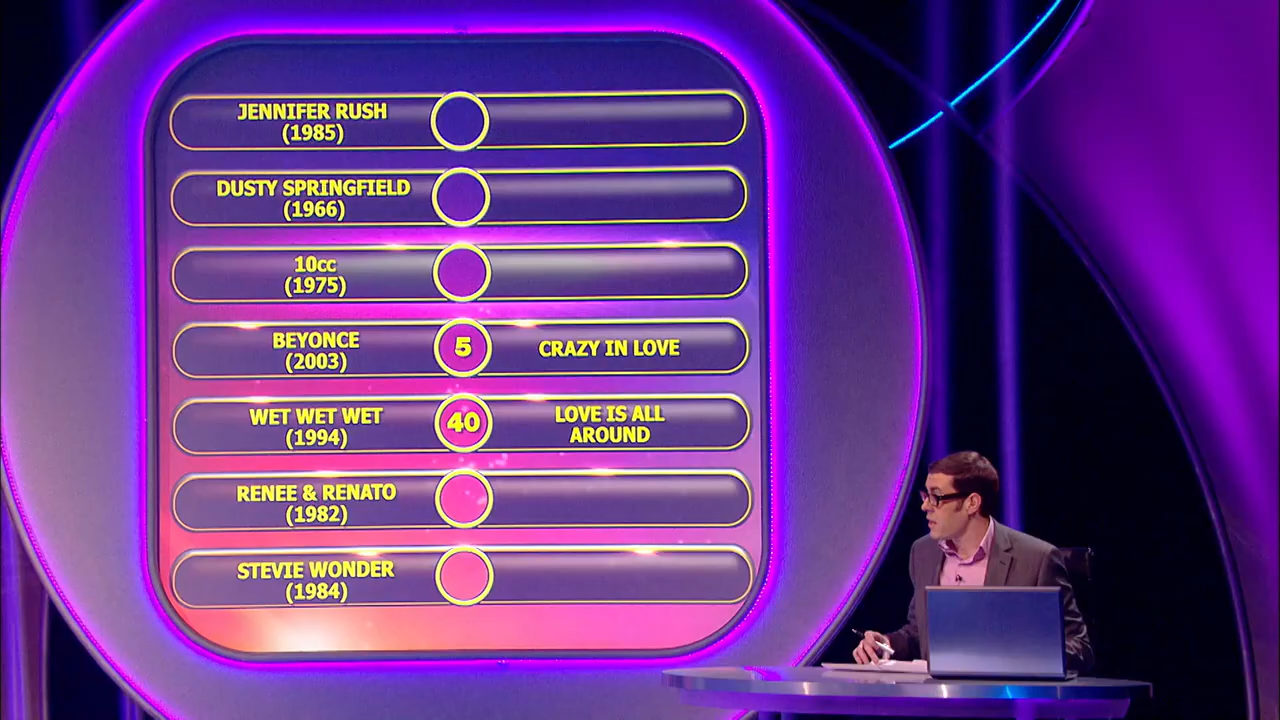 JENNIFER RUSH
(1985)
DUSTY SPRINGFIELD
(1966)
10cc
(1975)
BEYONCE
(2003)
5
CRAZY IN LOVE
WET WET WET
(1994)
40
LOVE IS ALL
AROUND
RENEE & RENATO
(1982)
STEVIE WONDER
(1984)